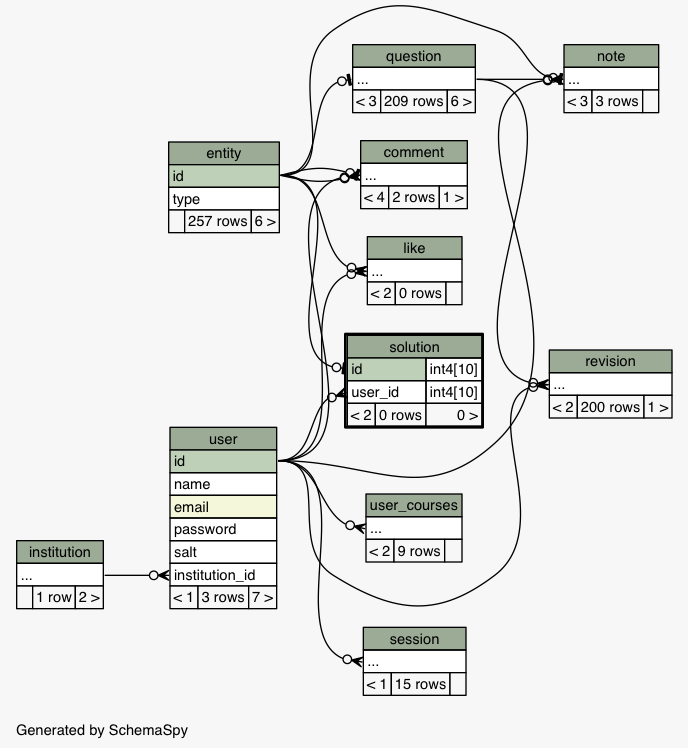 question
...
< 3 209 rows 6 >
note
...
< 3 3 rows
entity
id
type
257 rows 6 >
comment
...
< 4 2 rows 1 >
like
...
< 2 0 rows
solution
id int4[10]
user_id int4[10]
< 2 0 rows 0 >
revision
...
< 2 200 rows 1 >
user
id
name
email
password
salt
institution_id
< 1 3 rows 7 >
user_courses
...
< 2 9 rows
institution
...
1 row 2 >
session
...
< 1 15 rows
Generated by SchemaSpy